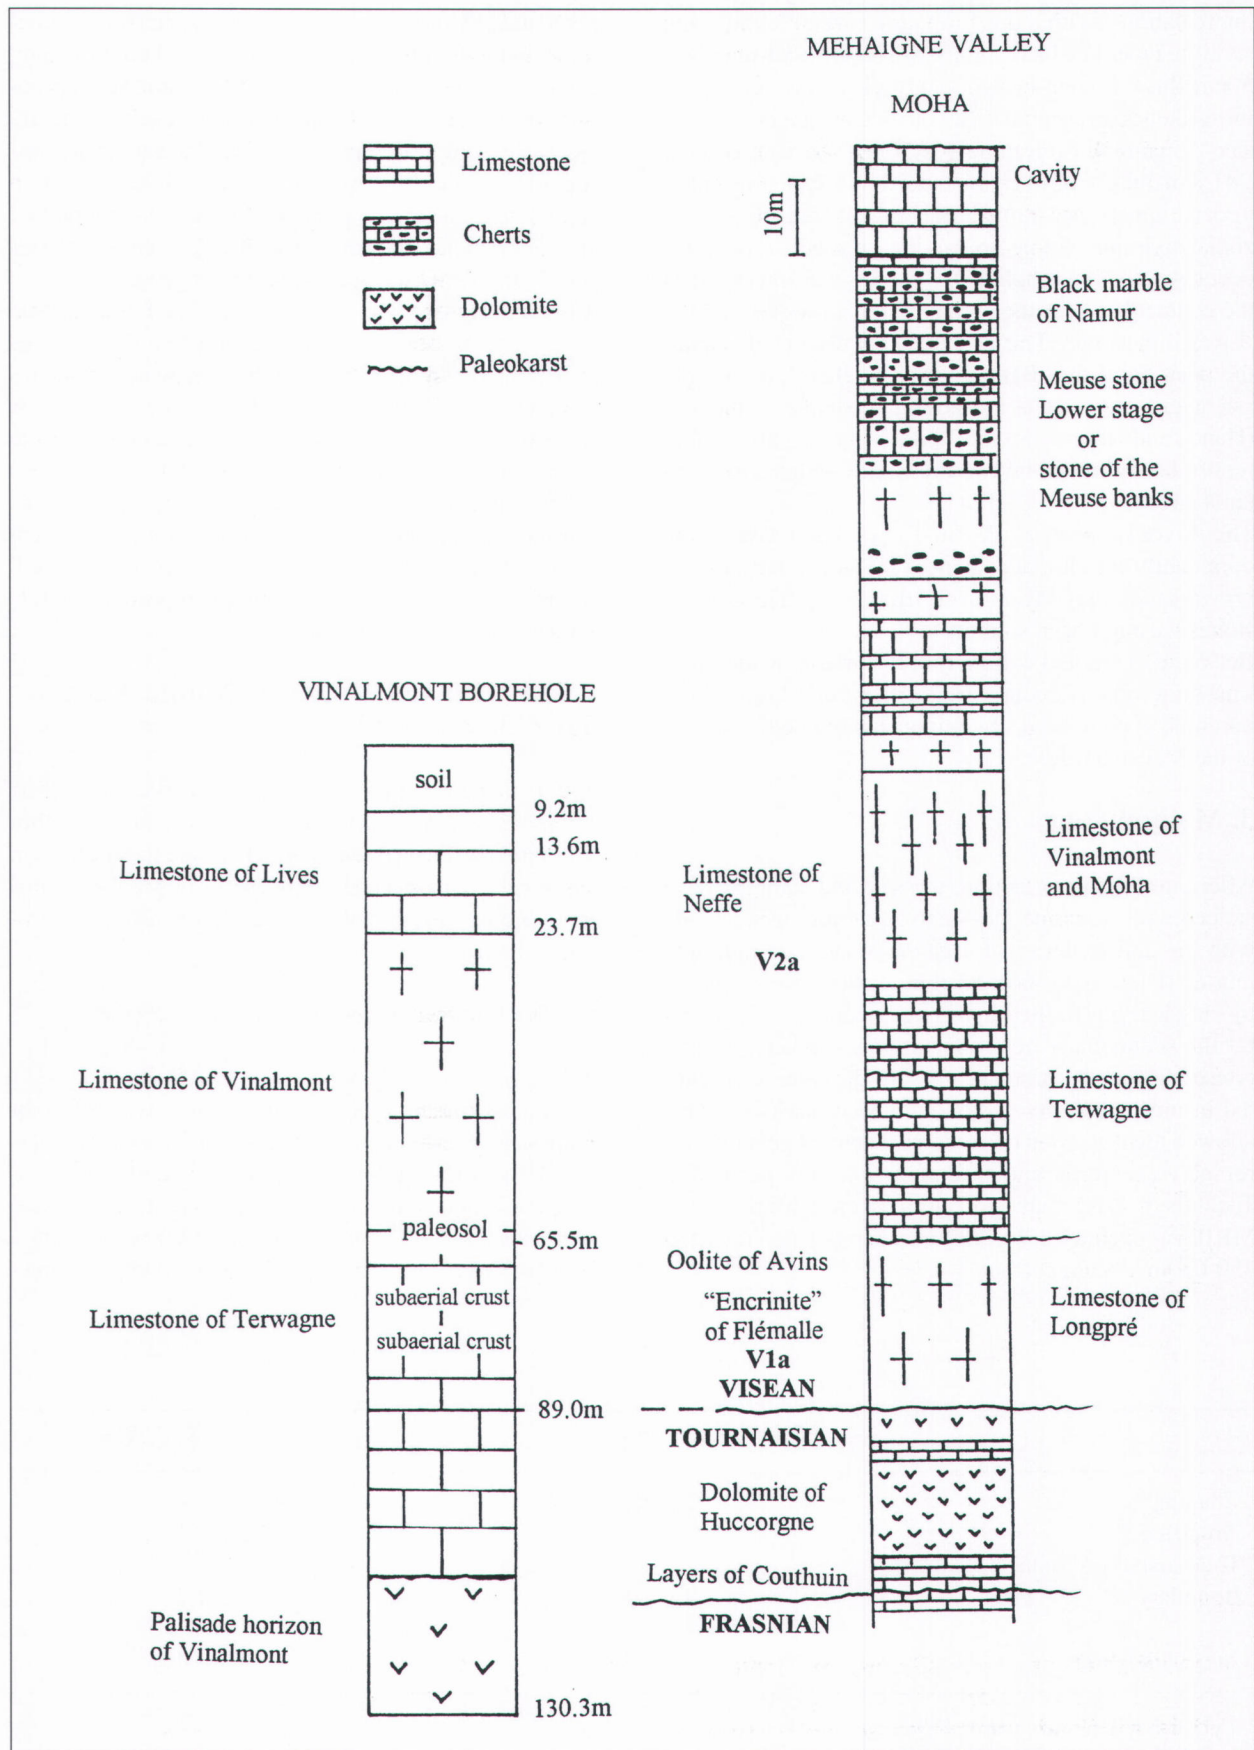 MEHAIGNE VALLEY
MOHA
Limestone
Cherts
Dolomite
Paleokarst
10m
Cavity
Black marble
of Namur
Meuse stone
Lower stage
or
stone of the
Meuse banks
Limestone of
Neffe
V2a
Limestone of
Vinalmont
and Moha
Limestone of
Terwagne
Oolite of Avins
"Encrinite"
of Flémalle
V1a
VISEAN
Limestone of
Longpré
TOURNAISIAN
Dolomite of
Huccorgne
Layers of Couthuin
FRASNIAN
VINALMONT BOREHOLE
soil
9.2m
13.6m
Limestone of Lives
23.7m
Limestone of Vinalmont
paleosol
65.5m
subaerial crust
Limestone of Terwagne
subaerial crust
89.0m
Palisade horizon
of Vinalmont
130.3m